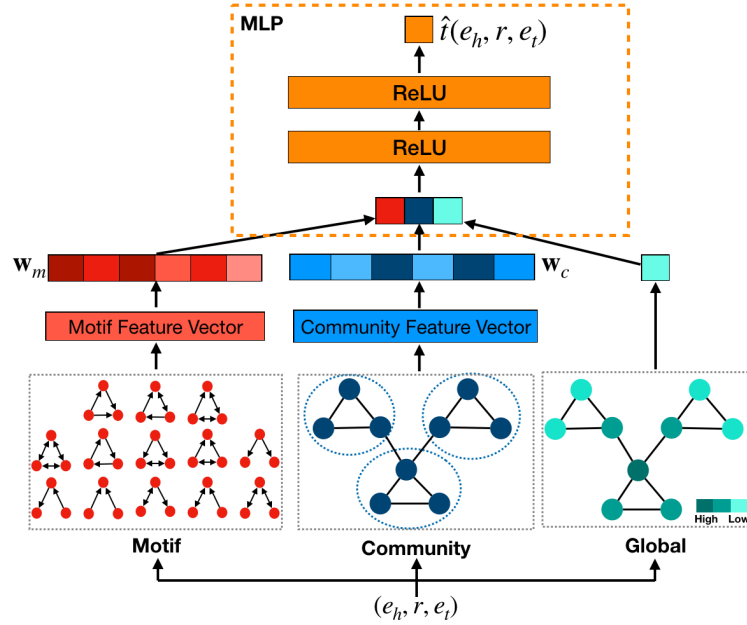 MLP
t̂(e_h, r, e_t)
ReLU
ReLU
w_m
w_c
Motif Feature Vector
Community Feature Vector
High Low
Motif
Community
Global
(e_h, r, e_t)